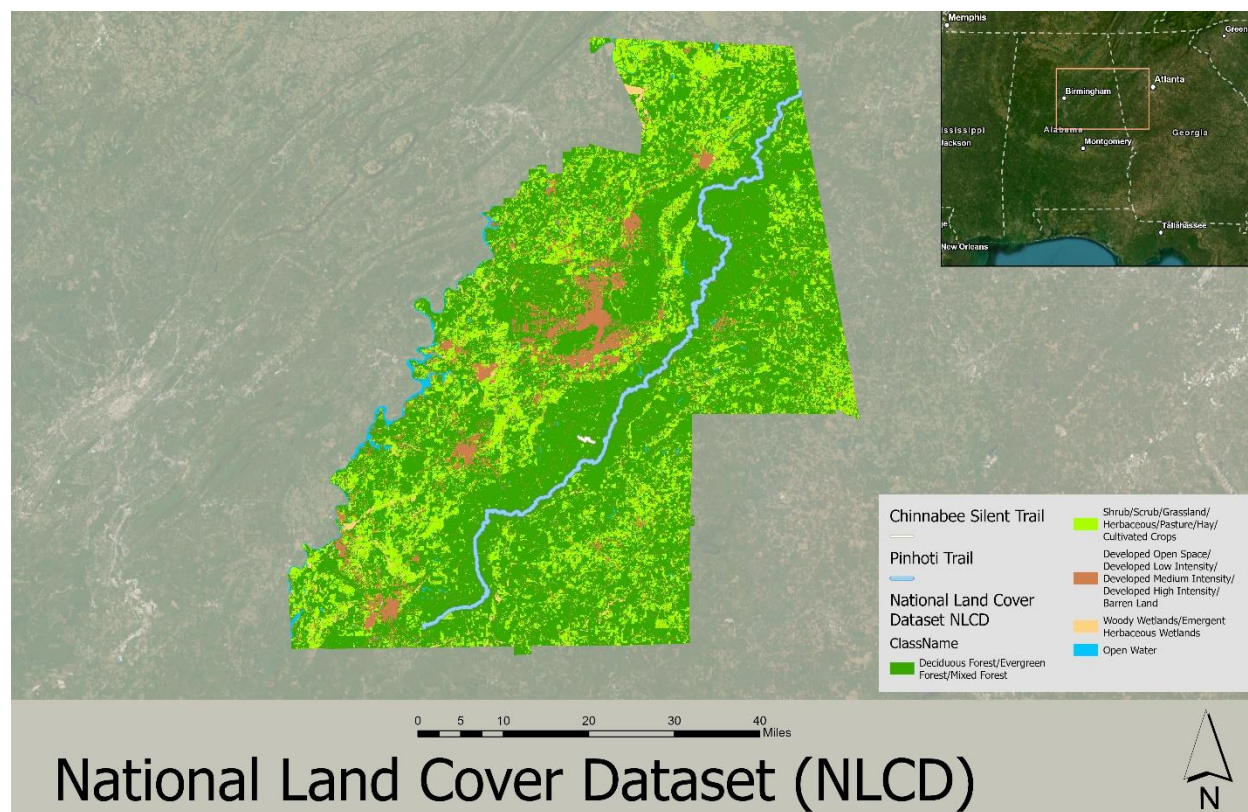 Memphis
Green
Atlanta
Birmingham
ississippi
Jackson
Alabama
Georgia
Montgomery
Tallahassee
New Orleans
Chinnabee Silent Trail
Pinhoti Trail
National Land Cover
Dataset NLCD
ClassName
Deciduous Forest/Evergreen
Forest/Mixed Forest
Shrub/Scrub/Grassland/
Herbaceous/Pasture/Hay/
Cultivated Crops
Developed Open Space/
Developed Low Intensity/
Developed Medium Intensity/
Developed High Intensity/
Barren Land
Woody Wetlands/Emergent
Herbaceous Wetlands
Open Water
0 5 10 20 30 40
Miles
National Land Cover Dataset (NLCD)
N